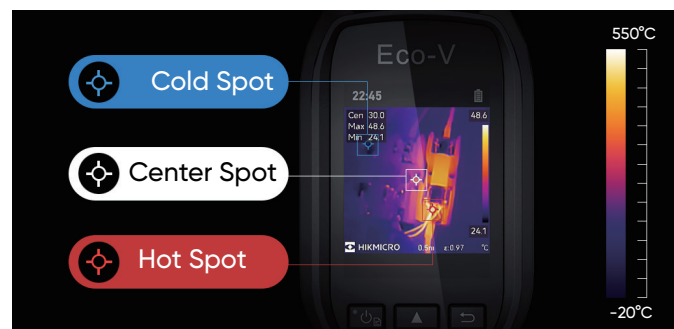 550°C
Eco-V
Cold Spot
22:45
Cen 30.0
Max 48.6
Min 24.1
48.6
Center Spot
24.1
Hot Spot
HIKMICRO 0.5m ε:0.97 °C
-20°C